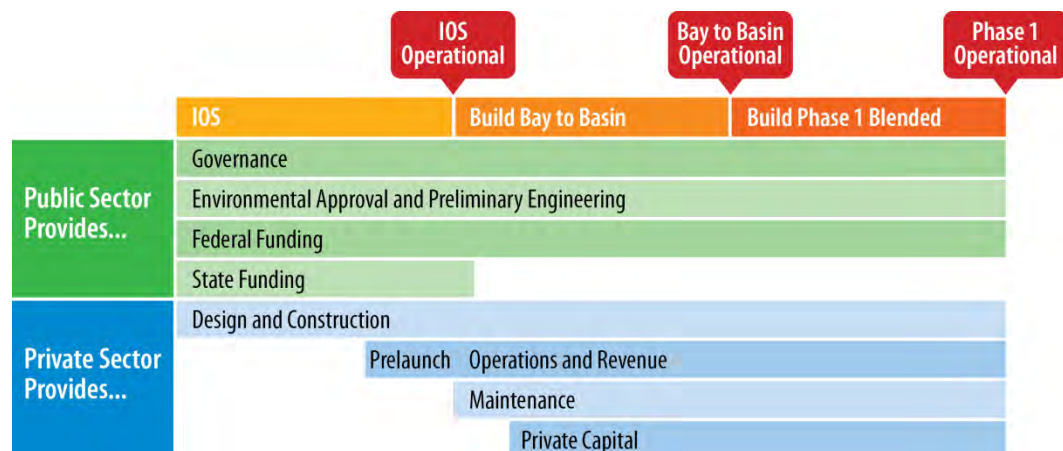 IOS
Operational
Bay to Basin
Operational
Phase 1
Operational
IOS
Build Bay to Basin
Build Phase 1 Blended
Public Sector
Provides...
Governance
Environmental Approval and Preliminary Engineering
Federal Funding
State Funding
Private Sector
Provides...
Design and Construction
Prelaunch
Operations and Revenue
Maintenance
Private Capital